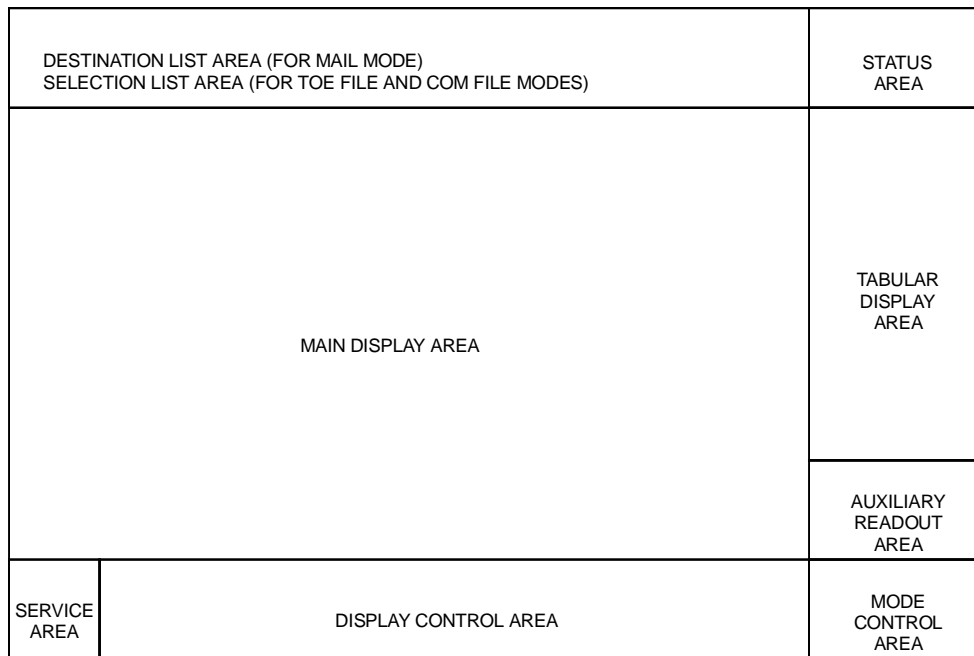 DESTINATION LIST AREA (FOR MAIL MODE)
SELECTION LIST AREA (FOR TOE FILE AND COM FILE MODES)
STATUS
AREA
MAIN DISPLAY AREA
TABULAR
DISPLAY
AREA
AUXILIARY
READOUT
AREA
SERVICE
AREA
DISPLAY CONTROL AREA
MODE
CONTROL
AREA